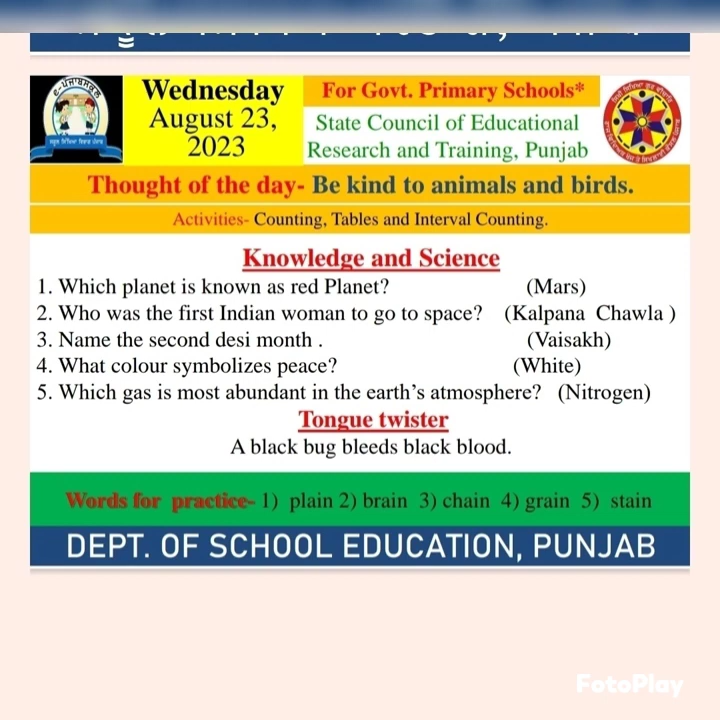 Wednesday
August 23,
2023
For Govt. Primary Schools*
State Council of Educational
Research and Training, Punjab
Thought of the day- Be kind to animals and birds.
Activities- Counting, Tables and Interval Counting.
Knowledge and Science
1. Which planet is known as red Planet? (Mars)
2. Who was the first Indian woman to go to space? (Kalpana Chawla )
3. Name the second desi month . (Vaisakh)
4. What colour symbolizes peace? (White)
5. Which gas is most abundant in the earth's atmosphere? (Nitrogen)
Tongue twister
A black bug bleeds black blood.
Words for practice- 1) plain 2) brain 3) chain 4) grain 5) stain
DEPT. OF SCHOOL EDUCATION, PUNJAB
FotoPlay